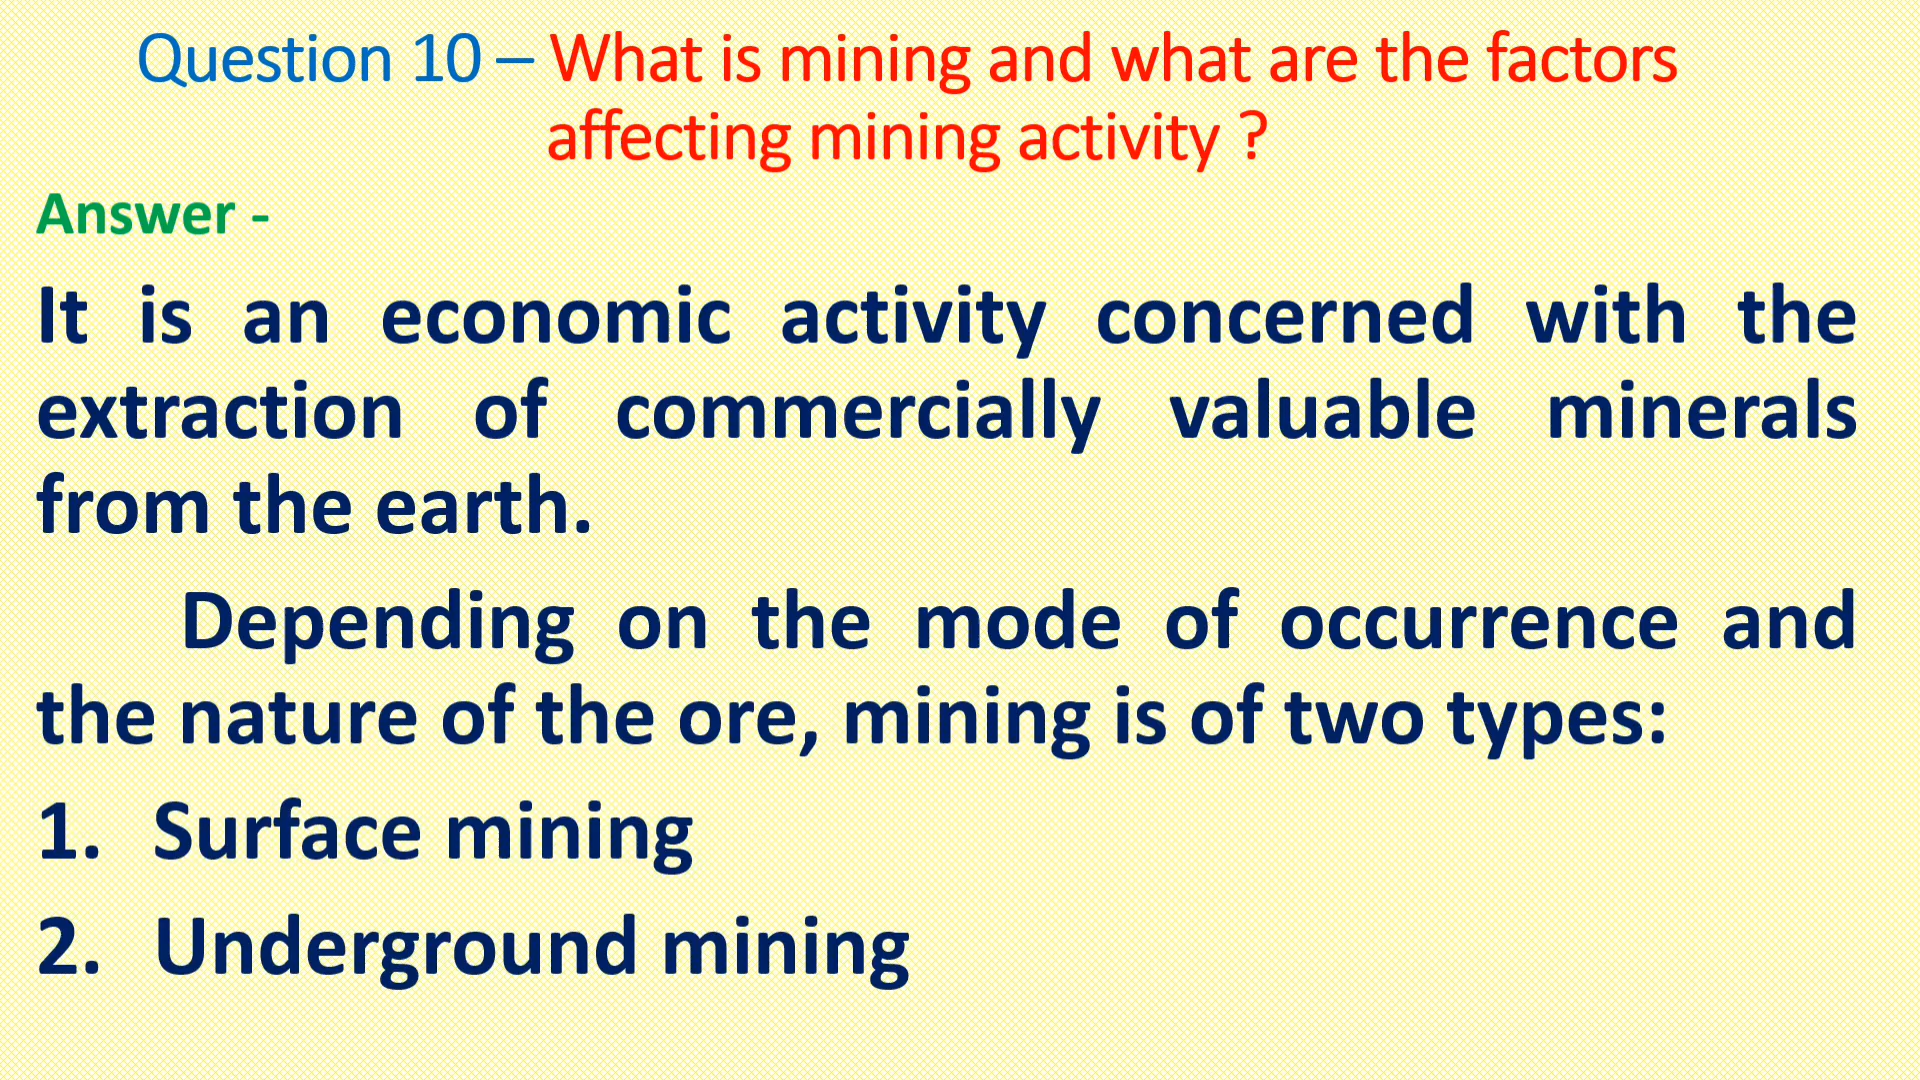 Question 10 – What is mining and what are the factors
affecting mining activity ?
Answer -
It is an economic activity concerned with the
extraction of commercially valuable minerals
from the earth.
Depending on the mode of occurrence and
the nature of the ore, mining is of two types:
1. Surface mining
2. Underground mining